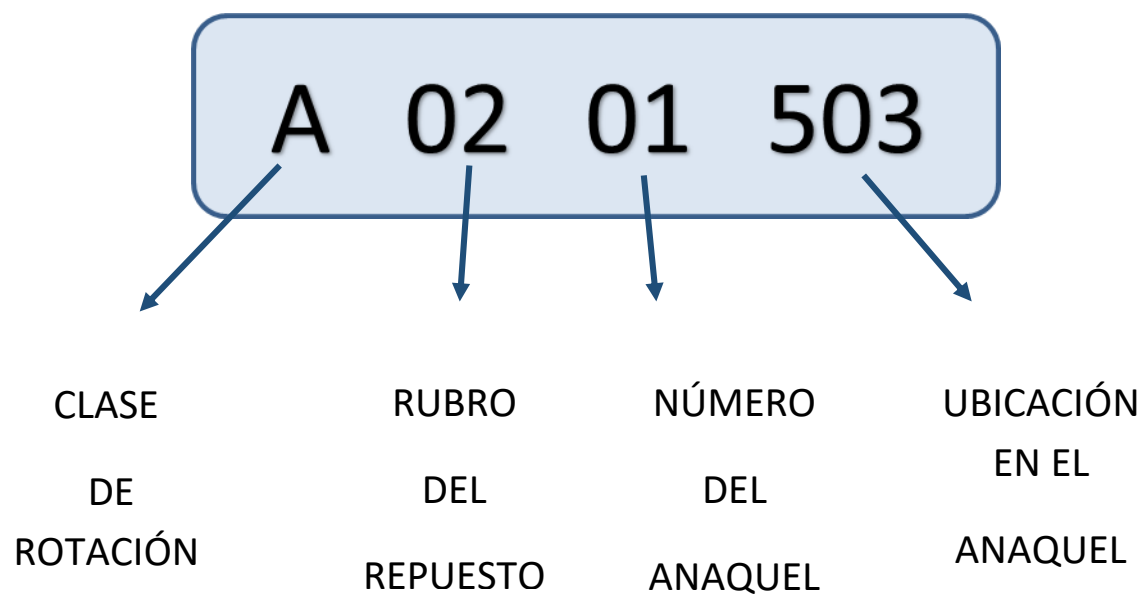 A 02 01 503
CLASE
DE
ROTACIÓN
RUBRO
DEL
REPUESTO
NÚMERO
DEL
ANAQUEL
UBICACIÓN
EN EL
ANAQUEL